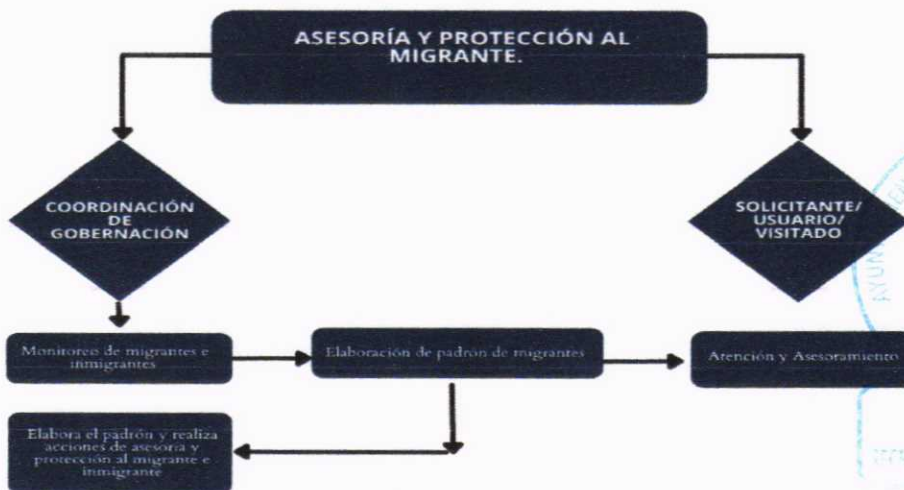 ASESORÍA Y PROTECCIÓN AL
MIGRANTE.
COORDINACIÓN
DE
GOBERNACIÓN
SOLICITANTE/
USUARIO/
VISITADO
Monitoreo de migrantes e
inmigrantes
Elaboración de padrón de migrantes
Atención y Asesoramiento
Elabora el padrón y realiza
acciones de asesoría y
protección al migrante e
inmigrante